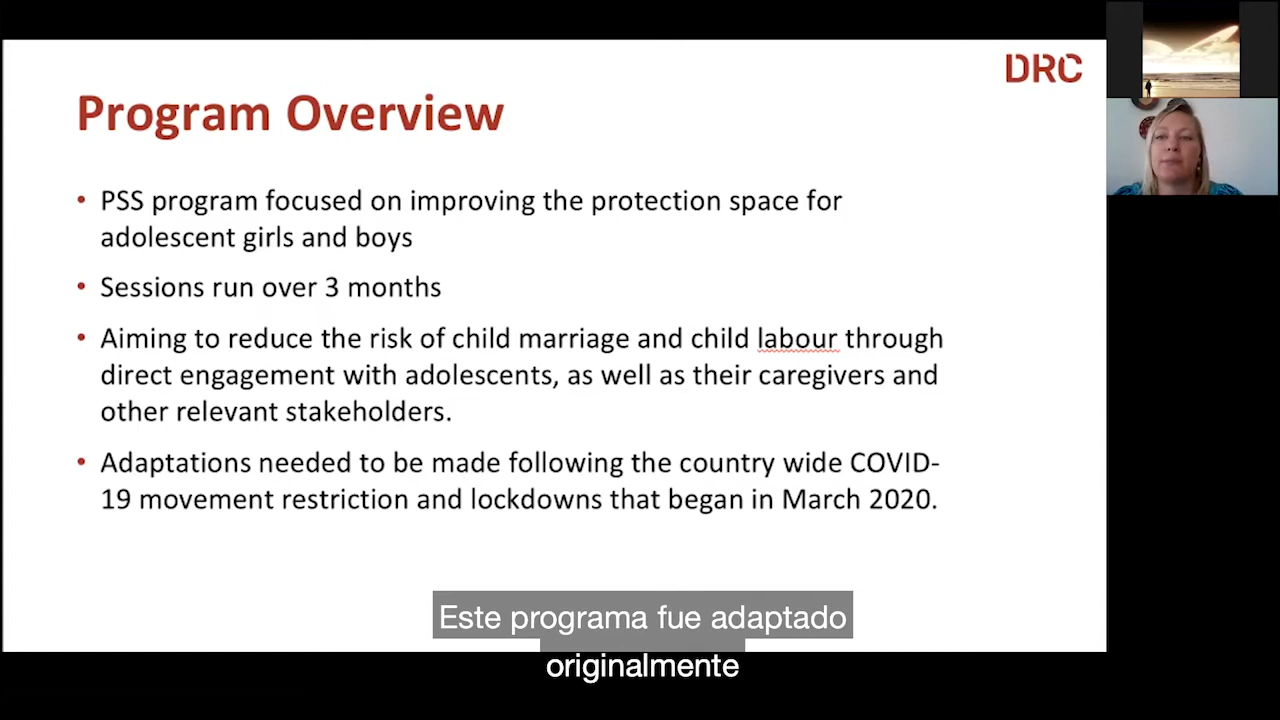 DRC
Program Overview
• PSS program focused on improving the protection space for
adolescent girls and boys
• Sessions run over 3 months
• Aiming to reduce the risk of child marriage and child labour through
direct engagement with adolescents, as well as their caregivers and
other relevant stakeholders.
• Adaptations needed to be made following the country wide COVID-
19 movement restriction and lockdowns that began in March 2020.
Este programa fue adaptado
originalmente